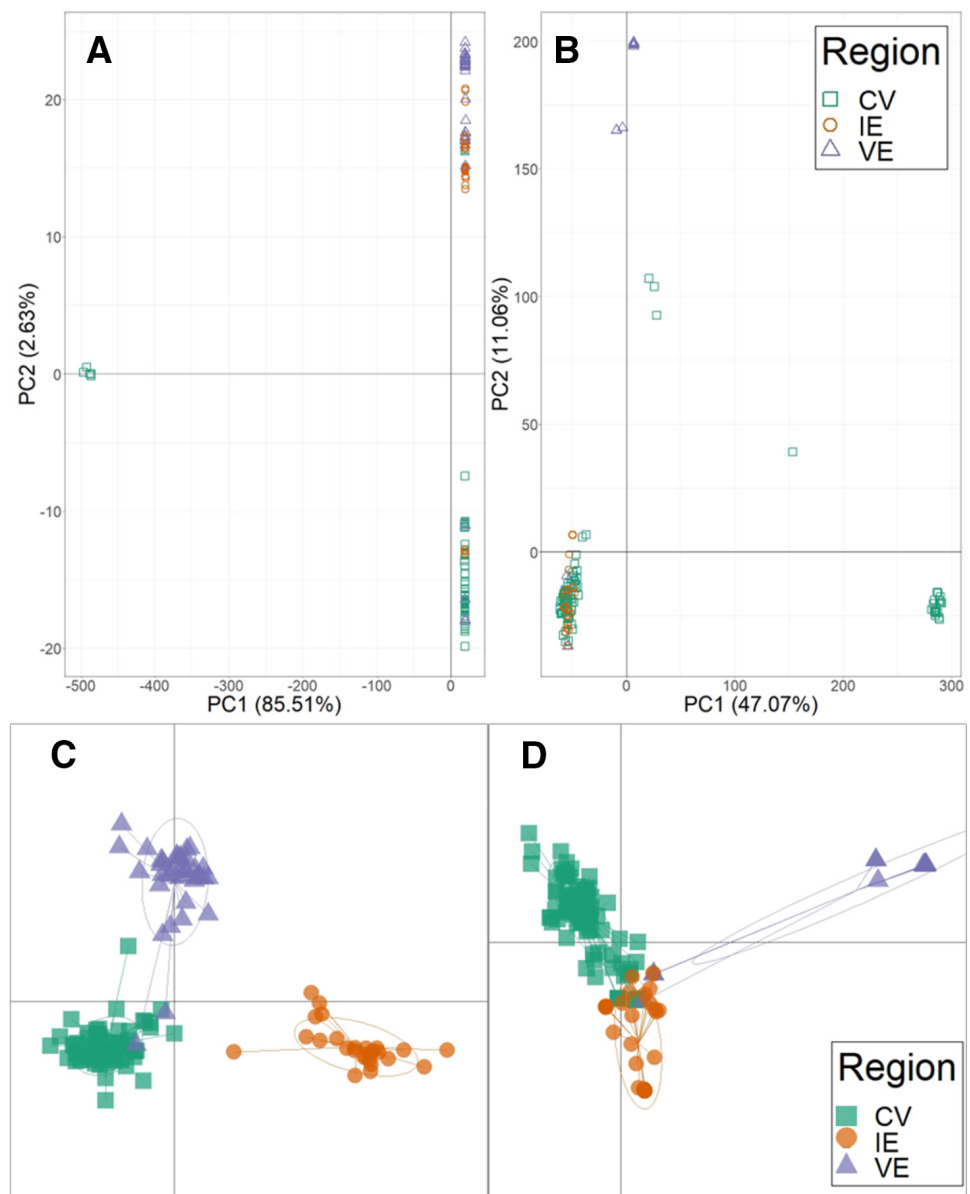 A
B
Region
CV
IE
VE
20
10
0
-10
-20
PC2 (2.63%)
-500
-400
-300
-200
-100
0
PC1 (85.51%)
200
150
100
50
0
PC2 (11.06%)
0
100
200
300
PC1 (47.07%)
C
D
Region
CV
IE
VE